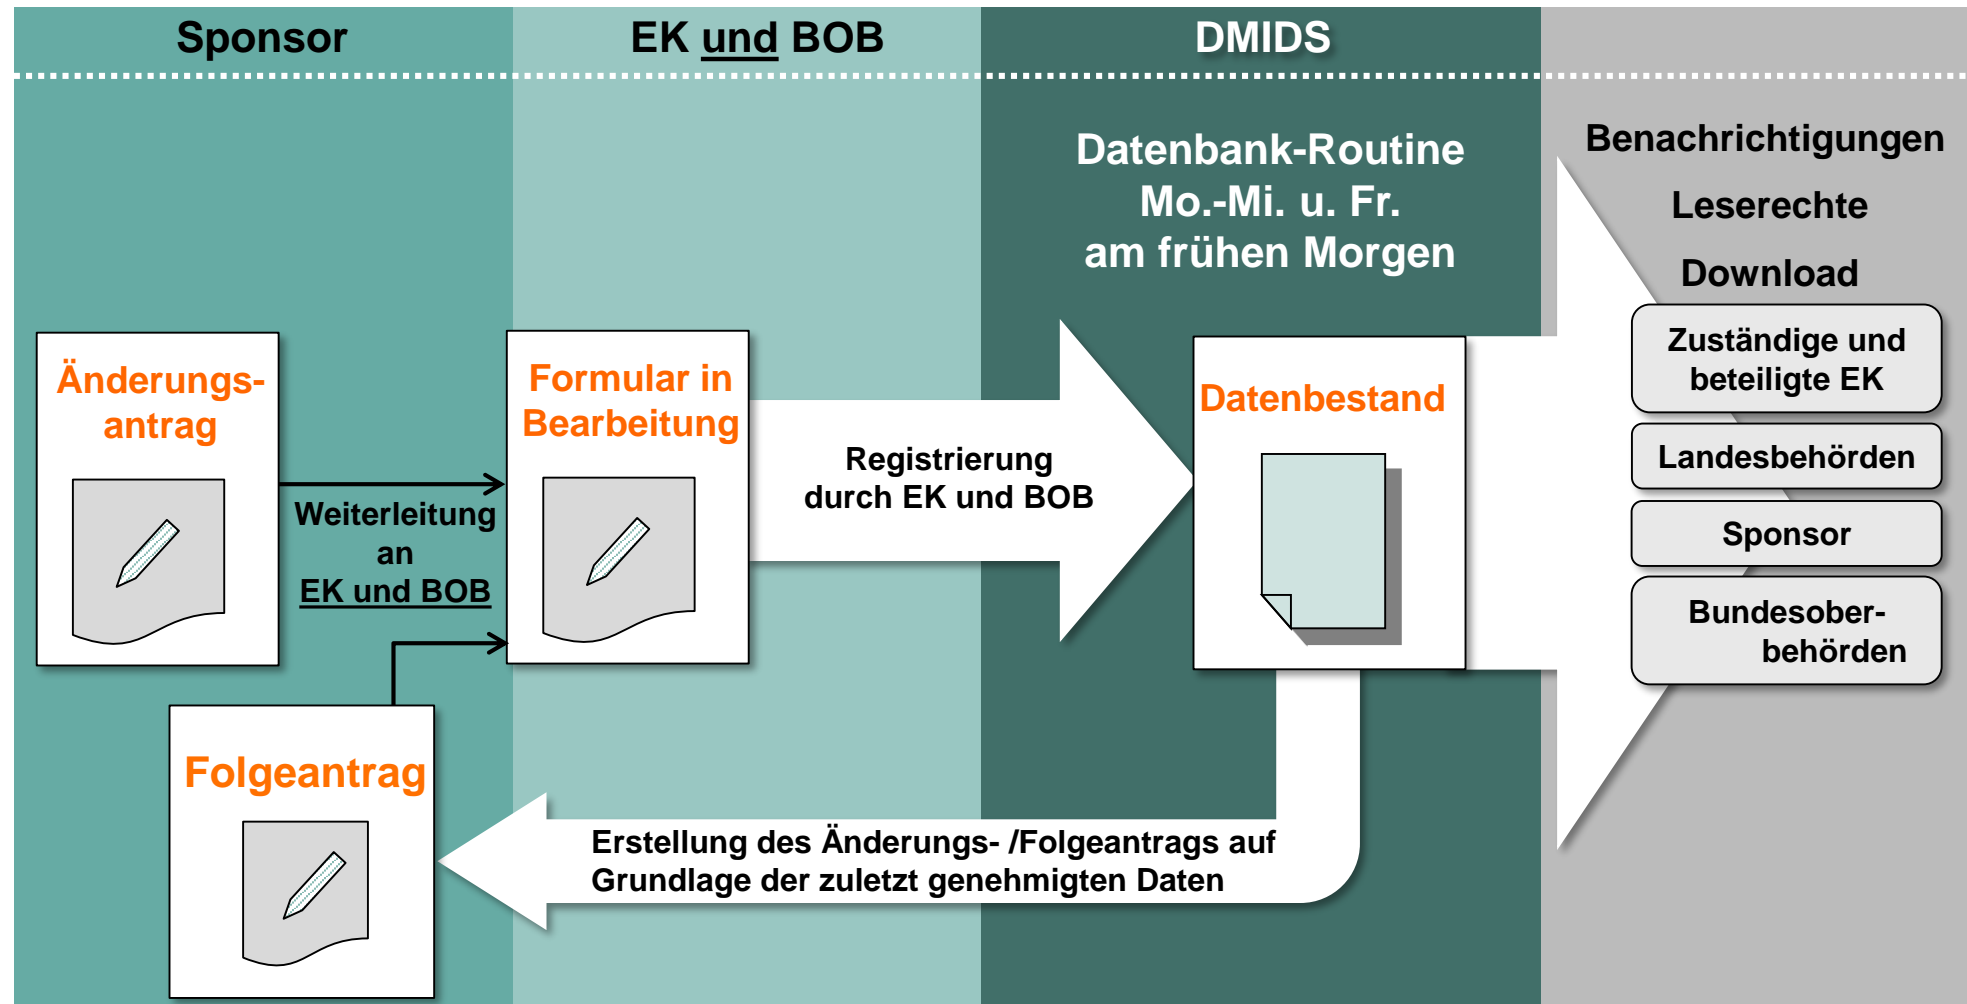 Sponsor
EK und BOB
DMIDS
Datenbank-Routine
Mo.-Mi. u. Fr.
am frühen Morgen
Benachrichtigungen
Leserechte
Download
Änderungs-
antrag
Weiterleitung
an
EK und BOB
Formular in
Bearbeitung
Registrierung
durch EK und BOB
Datenbestand
Zuständige und
beteiligte EK
Landesbehörden
Sponsor
Bundesober-
behörden
Folgeantrag
Erstellung des Änderungs- /Folgeantrags auf
Grundlage der zuletzt genehmigten Daten